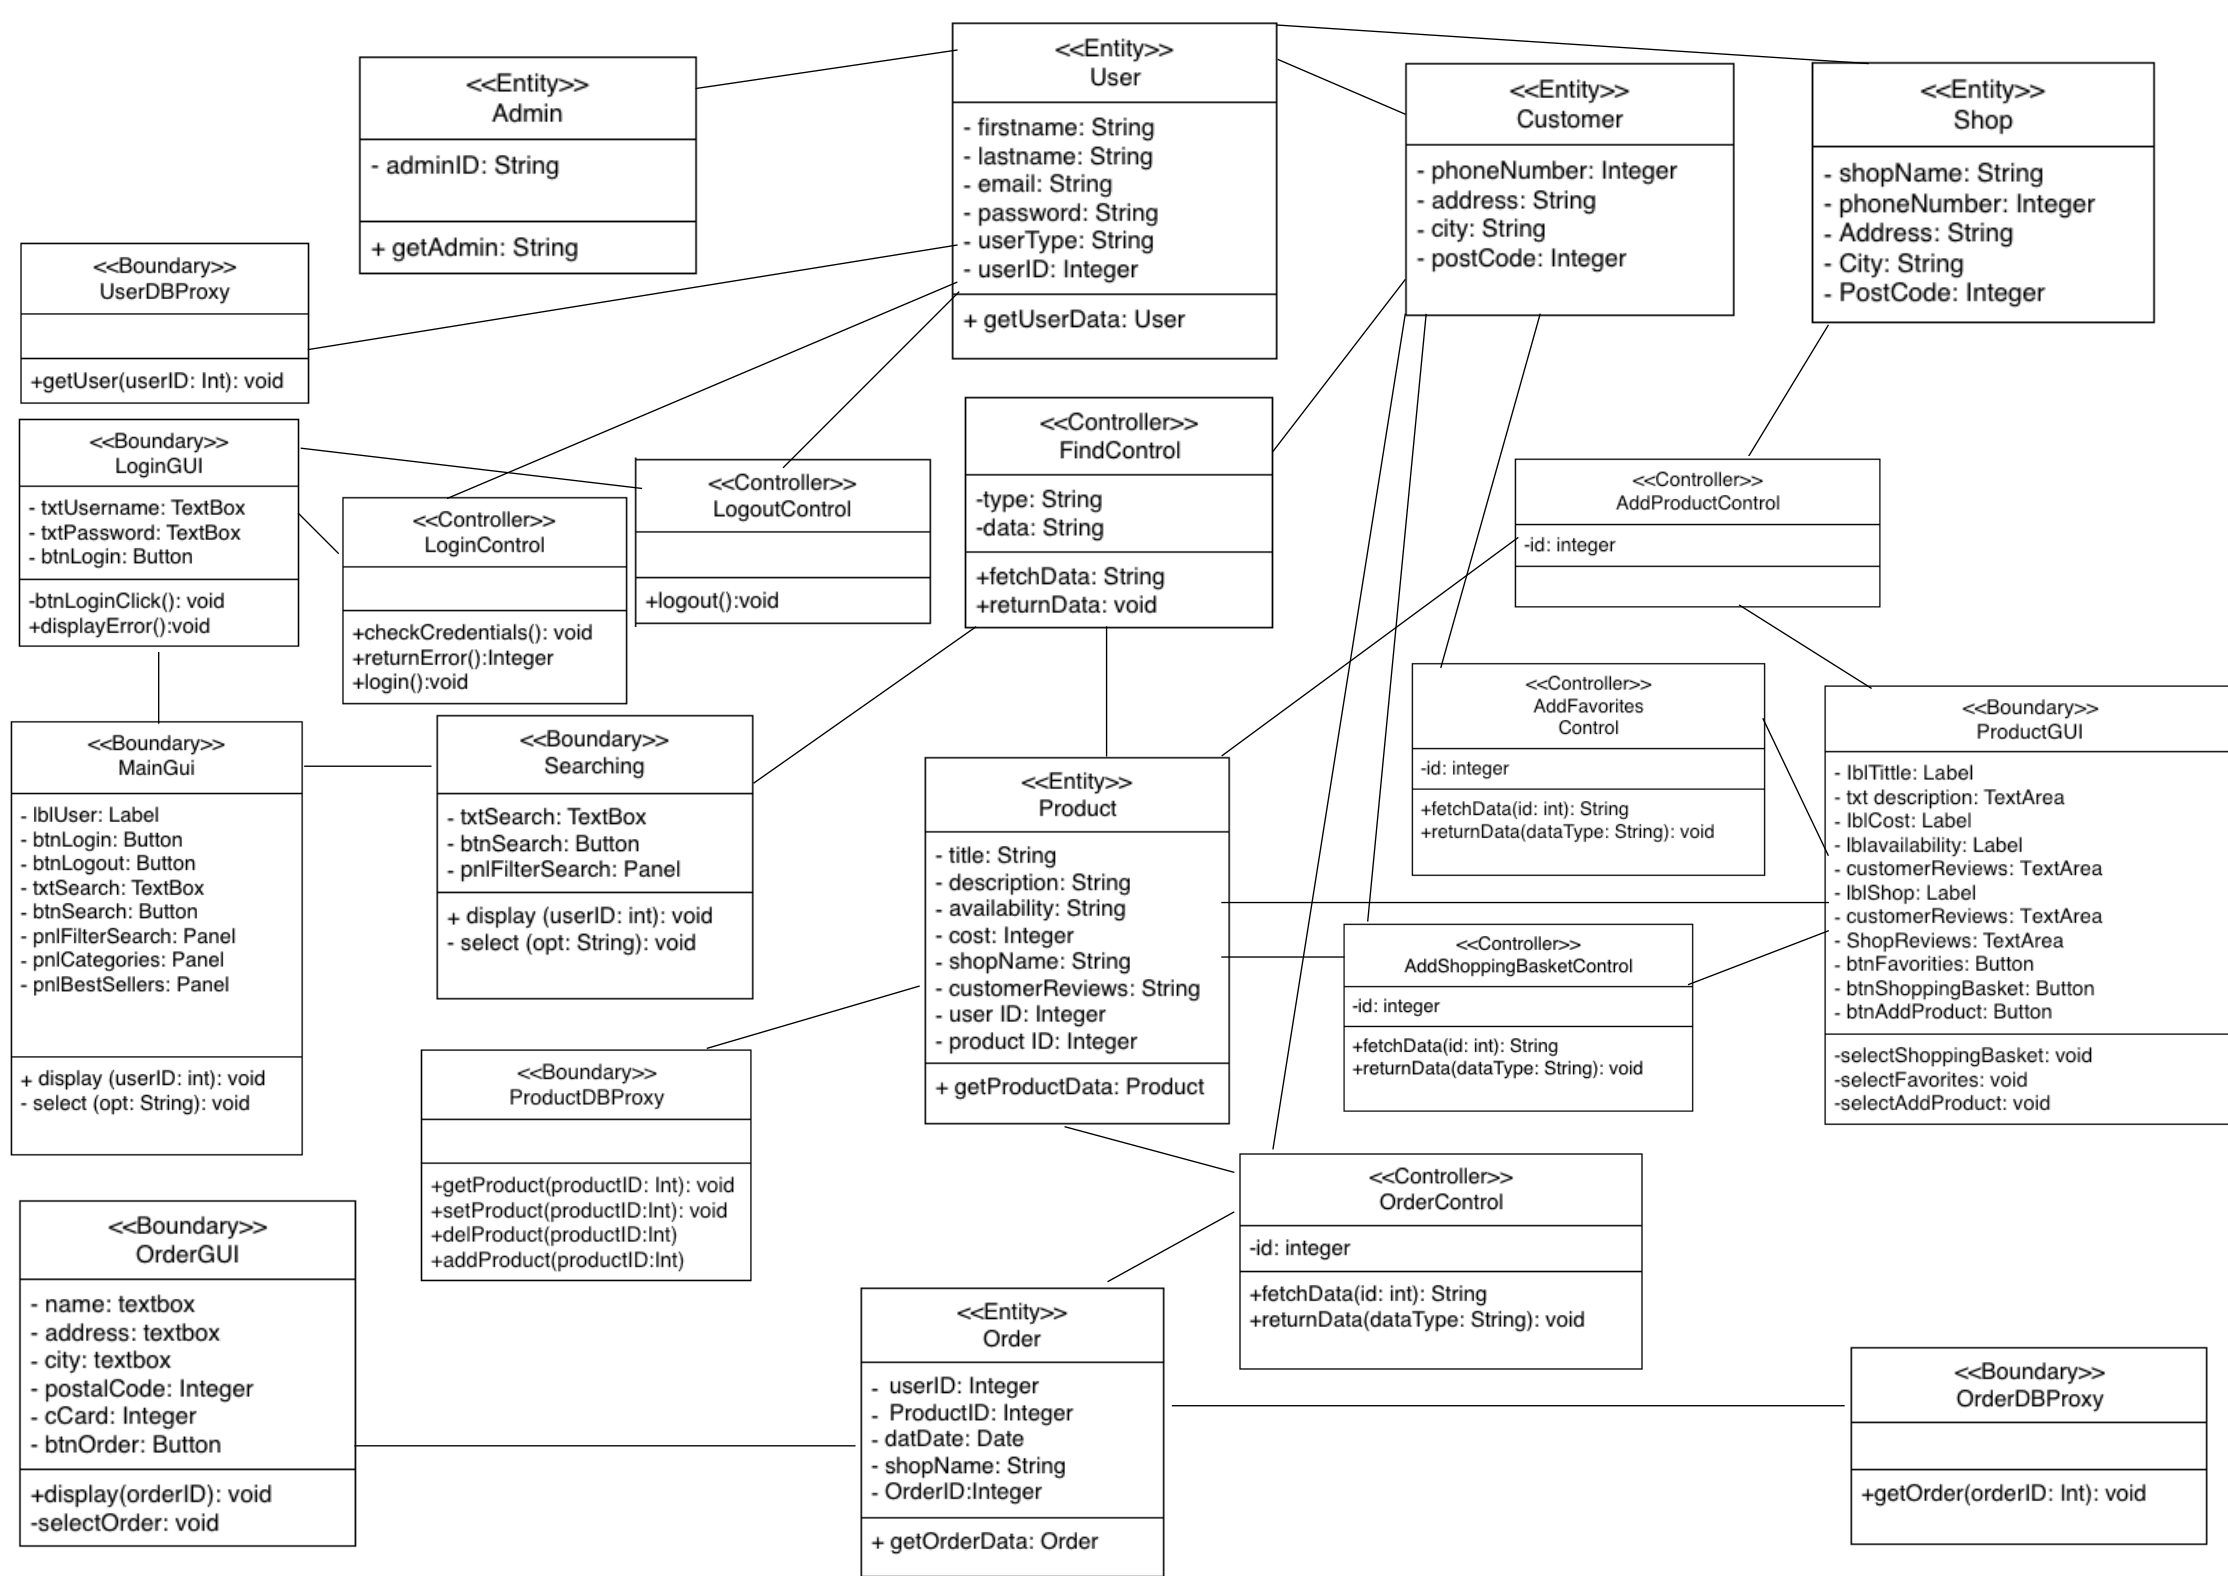 <<Entity>>
User
- firstname: String
- lastname: String
- email: String
- password: String
- userType: String
- userID: Integer
+ getUserData: User
<<Entity>>
Admin
- adminID: String
+ getAdmin: String
<<Entity>>
Customer
- phoneNumber: Integer
- address: String
- city: String
- postCode: Integer
<<Entity>>
Shop
- shopName: String
- phoneNumber: Integer
- Address: String
- City: String
- PostCode: Integer
<<Boundary>>
UserDBProxy
+getUser(userID: Int): void
<<Boundary>>
LoginGUI
- txtUsername: TextBox
- txtPassword: TextBox
- btnLogin: Button
-btnLoginClick(): void
+displayError():void
<<Controller>>
LoginControl
+checkCredentials(): void
+returnError():Integer
+login():void
<<Controller>>
LogoutControl
+logout():void
<<Controller>>
FindControl
-type: String
-data: String
+fetchData: String
+returnData: void
<<Controller>>
AddProductControl
-id: integer
<<Controller>>
AddFavorites
Control
-id: integer
+fetchData(id: int): String
+returnData(dataType: String): void
<<Boundary>>
ProductGUI
- lblTittle: Label
- txt description: TextArea
- lblCost: Label
- lblavailability: Label
- customerReviews: TextArea
- lblShop: Label
- customerReviews: TextArea
- ShopReviews: TextArea
- btnFavorities: Button
- btnShoppingBasket: Button
- btnAddProduct: Button
-selectShoppingBasket: void
-selectFavorites: void
-selectAddProduct: void
<<Boundary>>
MainGui
- lblUser: Label
- btnLogin: Button
- btnLogout: Button
- txtSearch: TextBox
- btnSearch: Button
- pnlFilterSearch: Panel
- pnlCategories: Panel
- pnlBestSellers: Panel
+ display (userID: int): void
- select (opt: String): void
<<Boundary>>
Searching
- txtSearch: TextBox
- btnSearch: Button
- pnlFilterSearch: Panel
+ display (userID: int): void
- select (opt: String): void
<<Entity>>
Product
- title: String
- description: String
- availability: String
- cost: Integer
- shopName: String
- customerReviews: String
- user ID: Integer
- product ID: Integer
+ getProductData: Product
<<Controller>>
AddShoppingBasketControl
-id: integer
+fetchData(id: int): String
+returnData(dataType: String): void
<<Boundary>>
ProductDBProxy
+getProduct(productID: Int): void
+setProduct(productID:Int): void
+delProduct(productID:Int)
+addProduct(productID:Int)
<<Controller>>
OrderControl
-id: integer
+fetchData(id: int): String
+returnData(dataType: String): void
<<Boundary>>
OrderGUI
- name: textbox
- address: textbox
- city: textbox
- postalCode: Integer
- cCard: Integer
- btnOrder: Button
+display(orderID): void
-selectOrder: void
<<Entity>>
Order
- userID: Integer
- ProductID: Integer
- datDate: Date
- shopName: String
- OrderID:Integer
+ getOrderData: Order
<<Boundary>>
OrderDBProxy
+getOrder(orderID: Int): void